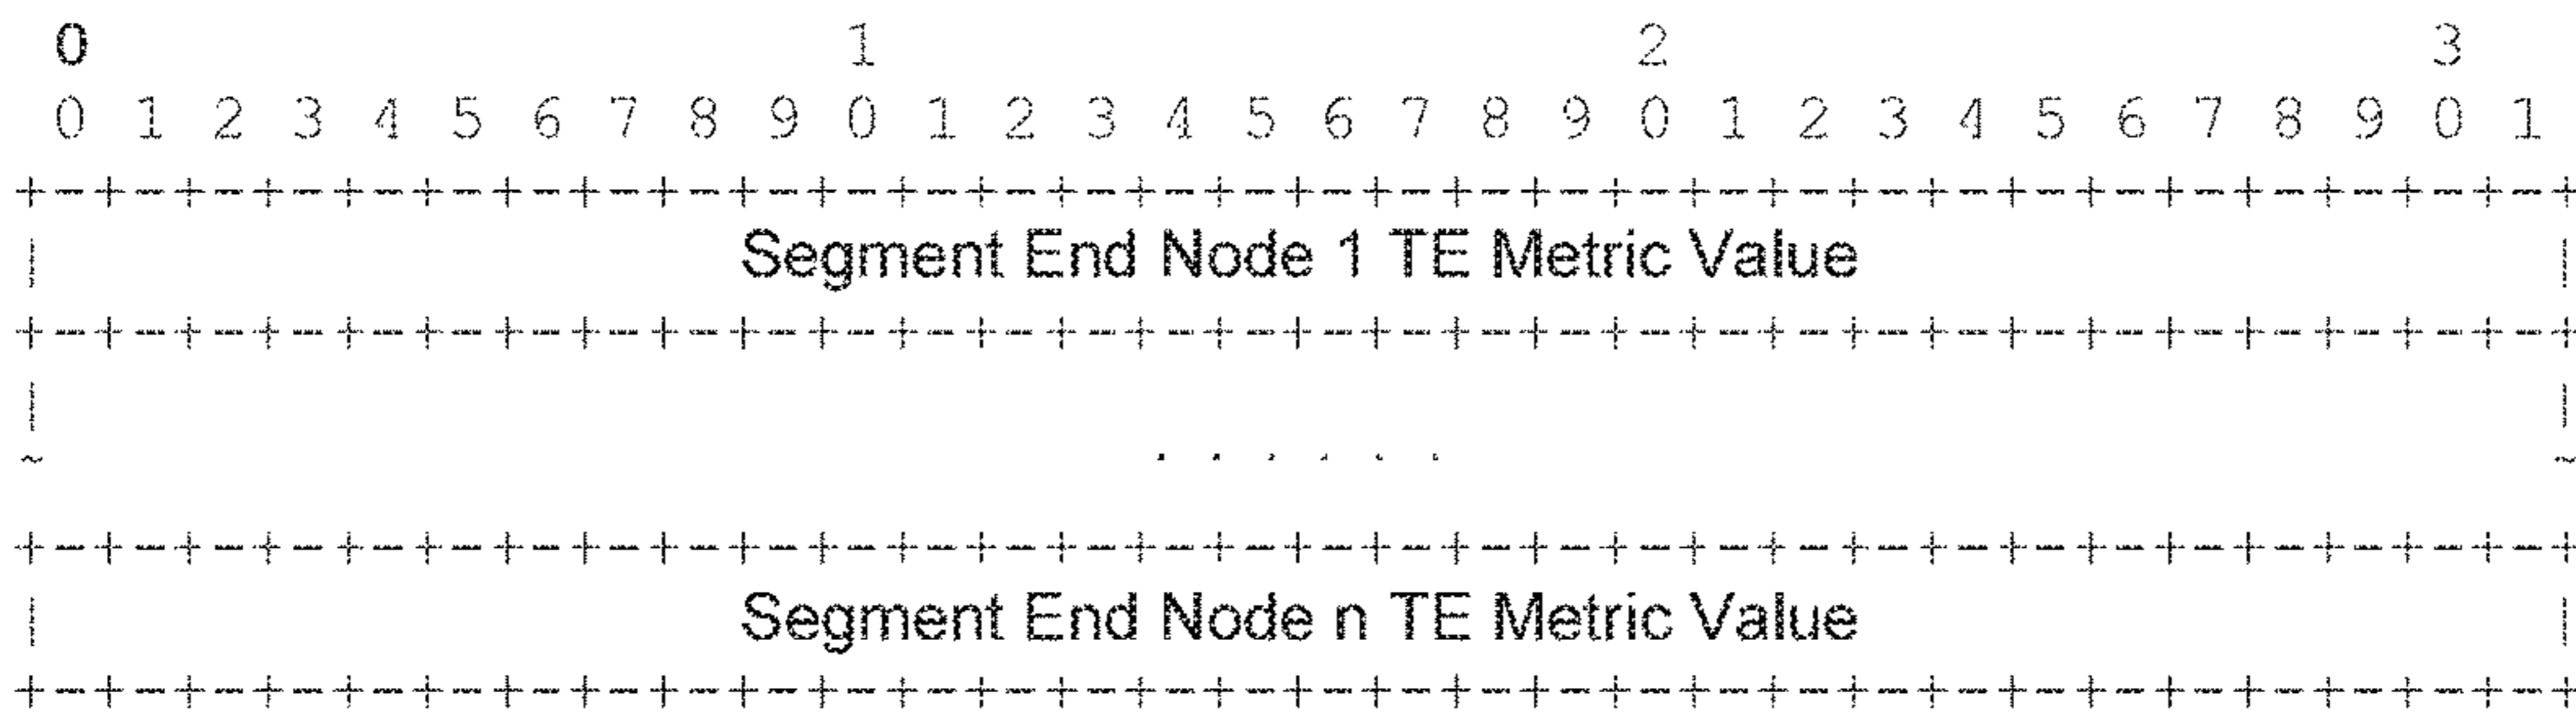 0 1 2 3
0 1 2 3 4 5 6 7 8 9 0 1 2 3 4 5 6 7 8 9 0 1 2 3 4 5 6 7 8 9 0 1
+-+-+-+-+-+-+-+-+-+-+-+-+-+-+-+-+-+-+-+-+-+-+-+-+-+-+-+-+-+-+-+-+
| Segment End Node 1 TE Metric Value |
+-+-+-+-+-+-+-+-+-+-+-+-+-+-+-+-+-+-+-+-+-+-+-+-+-+-+-+-+-+-+-+-+
| |
~ . . . . . . ~
+-+-+-+-+-+-+-+-+-+-+-+-+-+-+-+-+-+-+-+-+-+-+-+-+-+-+-+-+-+-+-+-+
| Segment End Node n TE Metric Value |
+-+-+-+-+-+-+-+-+-+-+-+-+-+-+-+-+-+-+-+-+-+-+-+-+-+-+-+-+-+-+-+-+